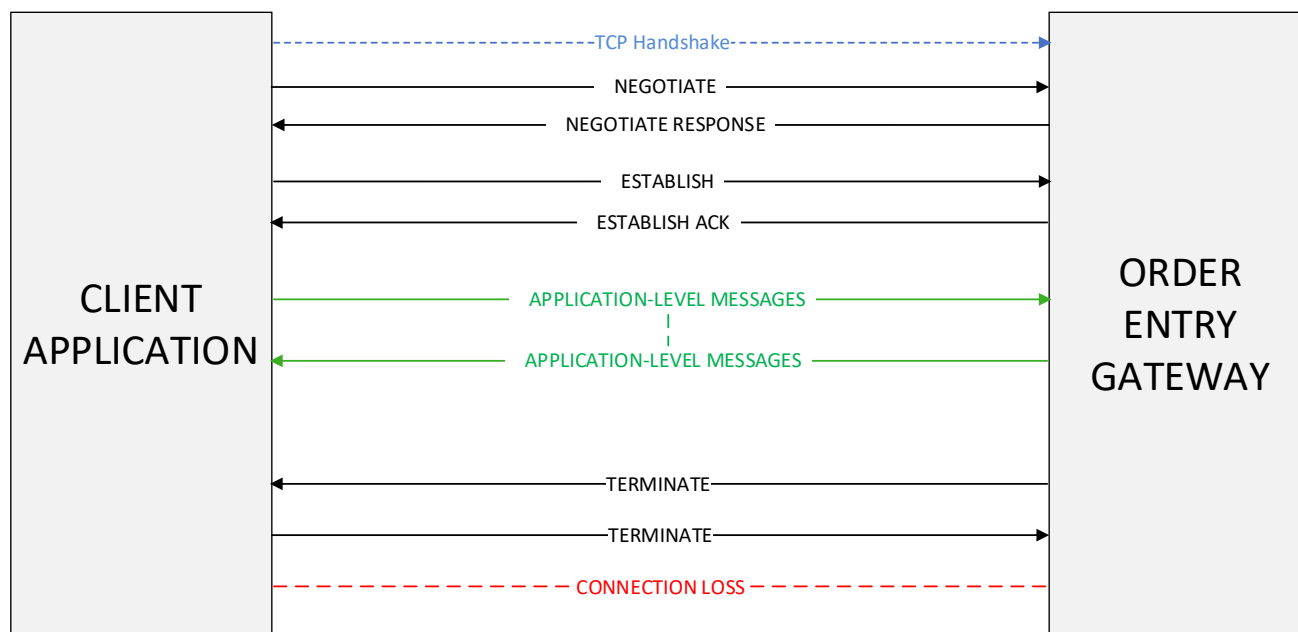 TCP Handshake
NEGOTIATE
NEGOTIATE RESPONSE
ESTABLISH
ESTABLISH ACK
CLIENT
APPLICATION
APPLICATION-LEVEL MESSAGES
APPLICATION-LEVEL MESSAGES
ORDER
ENTRY
GATEWAY
TERMINATE
TERMINATE
CONNECTION LOSS